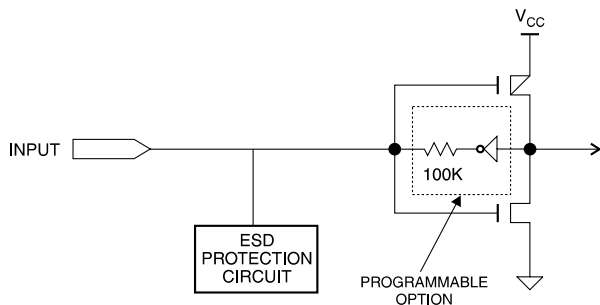 VCC
INPUT
100K
ESD
PROTECTION
CIRCUIT
PROGRAMMABLE
OPTION